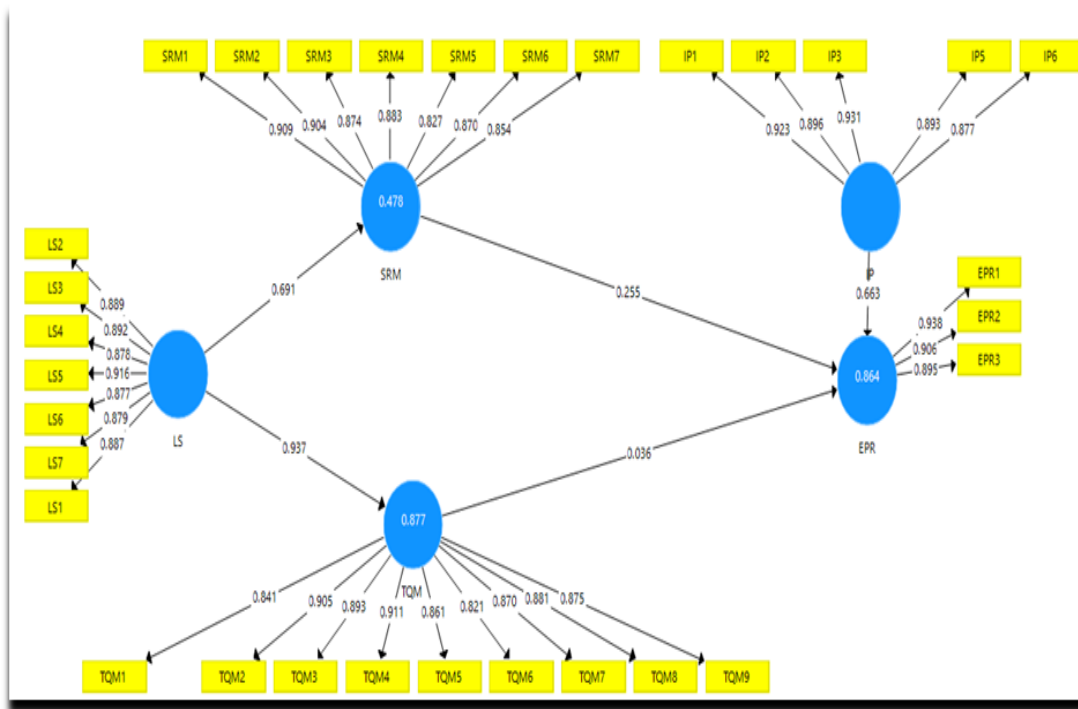 SRM1 SRM2 SRM3 SRM4 SRM5 SRM6 SRM7 IP1 IP2 IP3 IP5 IP6
0.909 0.904 0.874 0.883 0.827 0.870 0.854 0.923 0.896 0.931 0.893 0.877
0.478
SRM
IP
LS2
LS3
LS4
LS5
LS6
LS7
LS1
0.889
0.892
0.878
0.916
0.877
0.879
0.887
LS
0.691
0.255
0.663
0.937
0.036
0.864
EPR
0.938
0.906
0.895
EPR1
EPR2
EPR3
0.877
TQM
0.841 0.905 0.893 0.911 0.861 0.821 0.870 0.881 0.875
TQM1 TQM2 TQM3 TQM4 TQM5 TQM6 TQM7 TQM8 TQM9